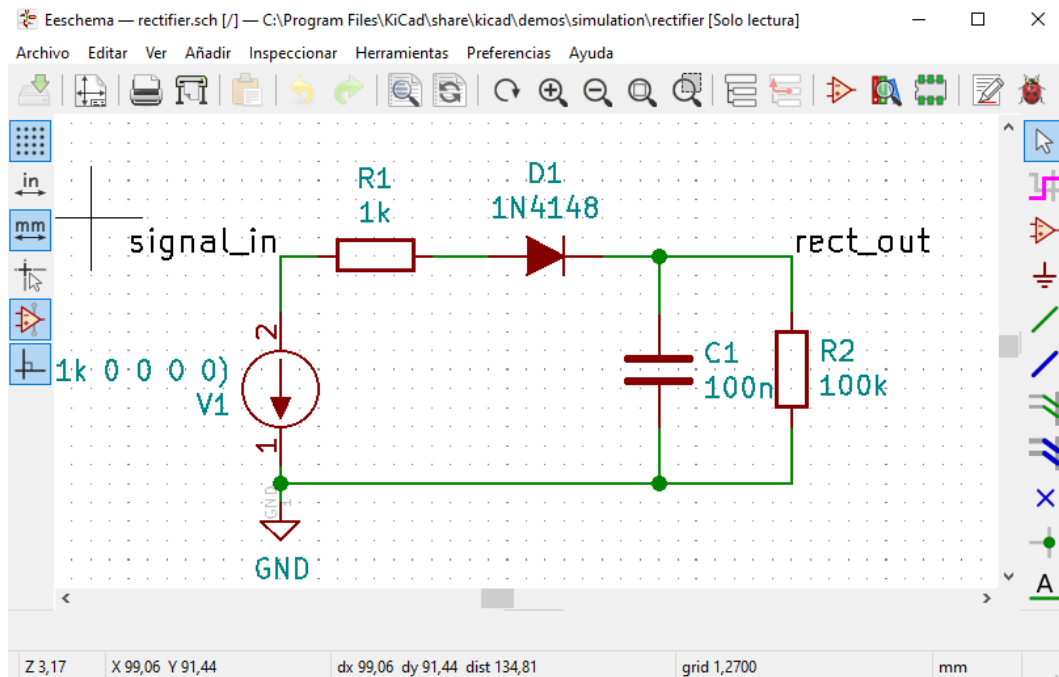 Eeschema — rectifier.sch [/] — C:\Program Files\KiCad\share\kicad\demos\simulation\rectifier [Solo lectura]
Archivo Editar Ver Añadir Inspeccionar Herramientas Preferencias Ayuda
in
mm
R1
1k
D1
1N4148
signal_in
rect_out
2
1k 0 0 0 0)
V1
1
C1
100n
R2
100k
GND
1
GND
A
Z 3,17 X 99,06 Y 91,44 dx 99,06 dy 91,44 dist 134,81 grid 1,2700 mm